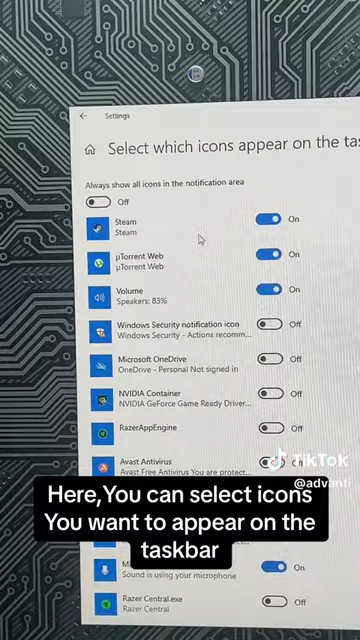 Settings
Select which icons appear on the
Always show all icons in the notification area
Off
Steam
Steam
On
µTorrent Web
µTorrent Web
On
Volume
Speakers: 83%
On
Windows Security notification icon
Windows Security - Actions recomm...
Off
Microsoft OneDrive
OneDrive - Personal Not signed in
Off
NVIDIA Container
NVIDIA GeForce Game Ready Driver...
Off
RazerAppEngine
Off
Avast Antivirus
Avast Free Antivirus You are protect...
TikTok
@advanti
Here,You can select icons
You want to appear on the
taskbar
Sound is using your microphone
On
Razer Central.exe
Razer Central
Off